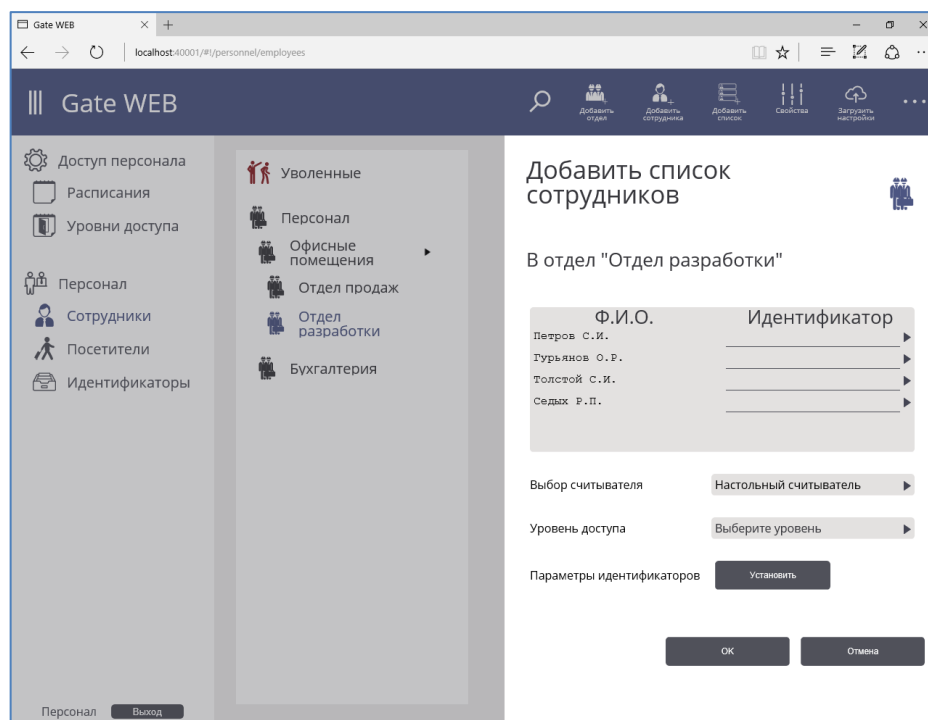 Gate WEB
localhost:40001/#!/personnel/employees
Gate WEB
Добавить отдел
Добавить сотрудника
Добавить список
Свойства
Загрузить настройки
Доступ персонала
Расписания
Уровни доступа
Персонал
Сотрудники
Посетители
Идентификаторы
Персонал
Выход
Уволенные
Персонал
Офисные
помещения
Отдел продаж
Отдел
разработки
Бухгалтерия
Добавить список
сотрудников
В отдел "Отдел разработки"
Ф.И.О. Идентификатор
Петров С.И.
Гурьянов О.Р.
Толстой С.И.
Седых Р.П.
Выбор считывателя Настольный считыватель
Уровень доступа Выберите уровень
Параметры идентификаторов Установить
OK Отмена